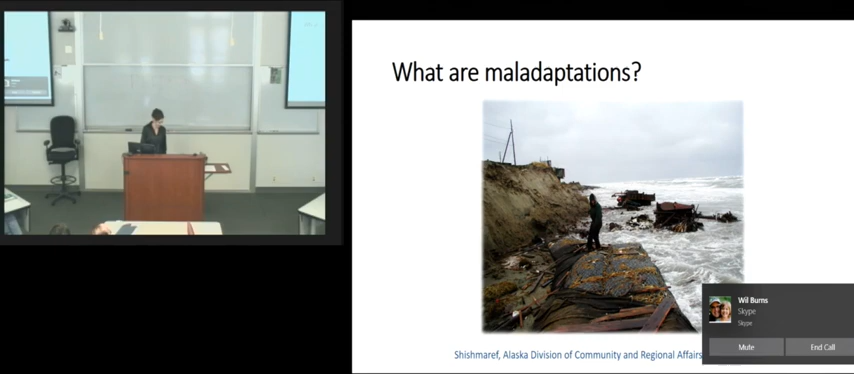 What are maladaptations?
Shishmaref, Alaska Division of Community and Regional Affairs
Wil Burns
Skype
Skype
Mute
End Call